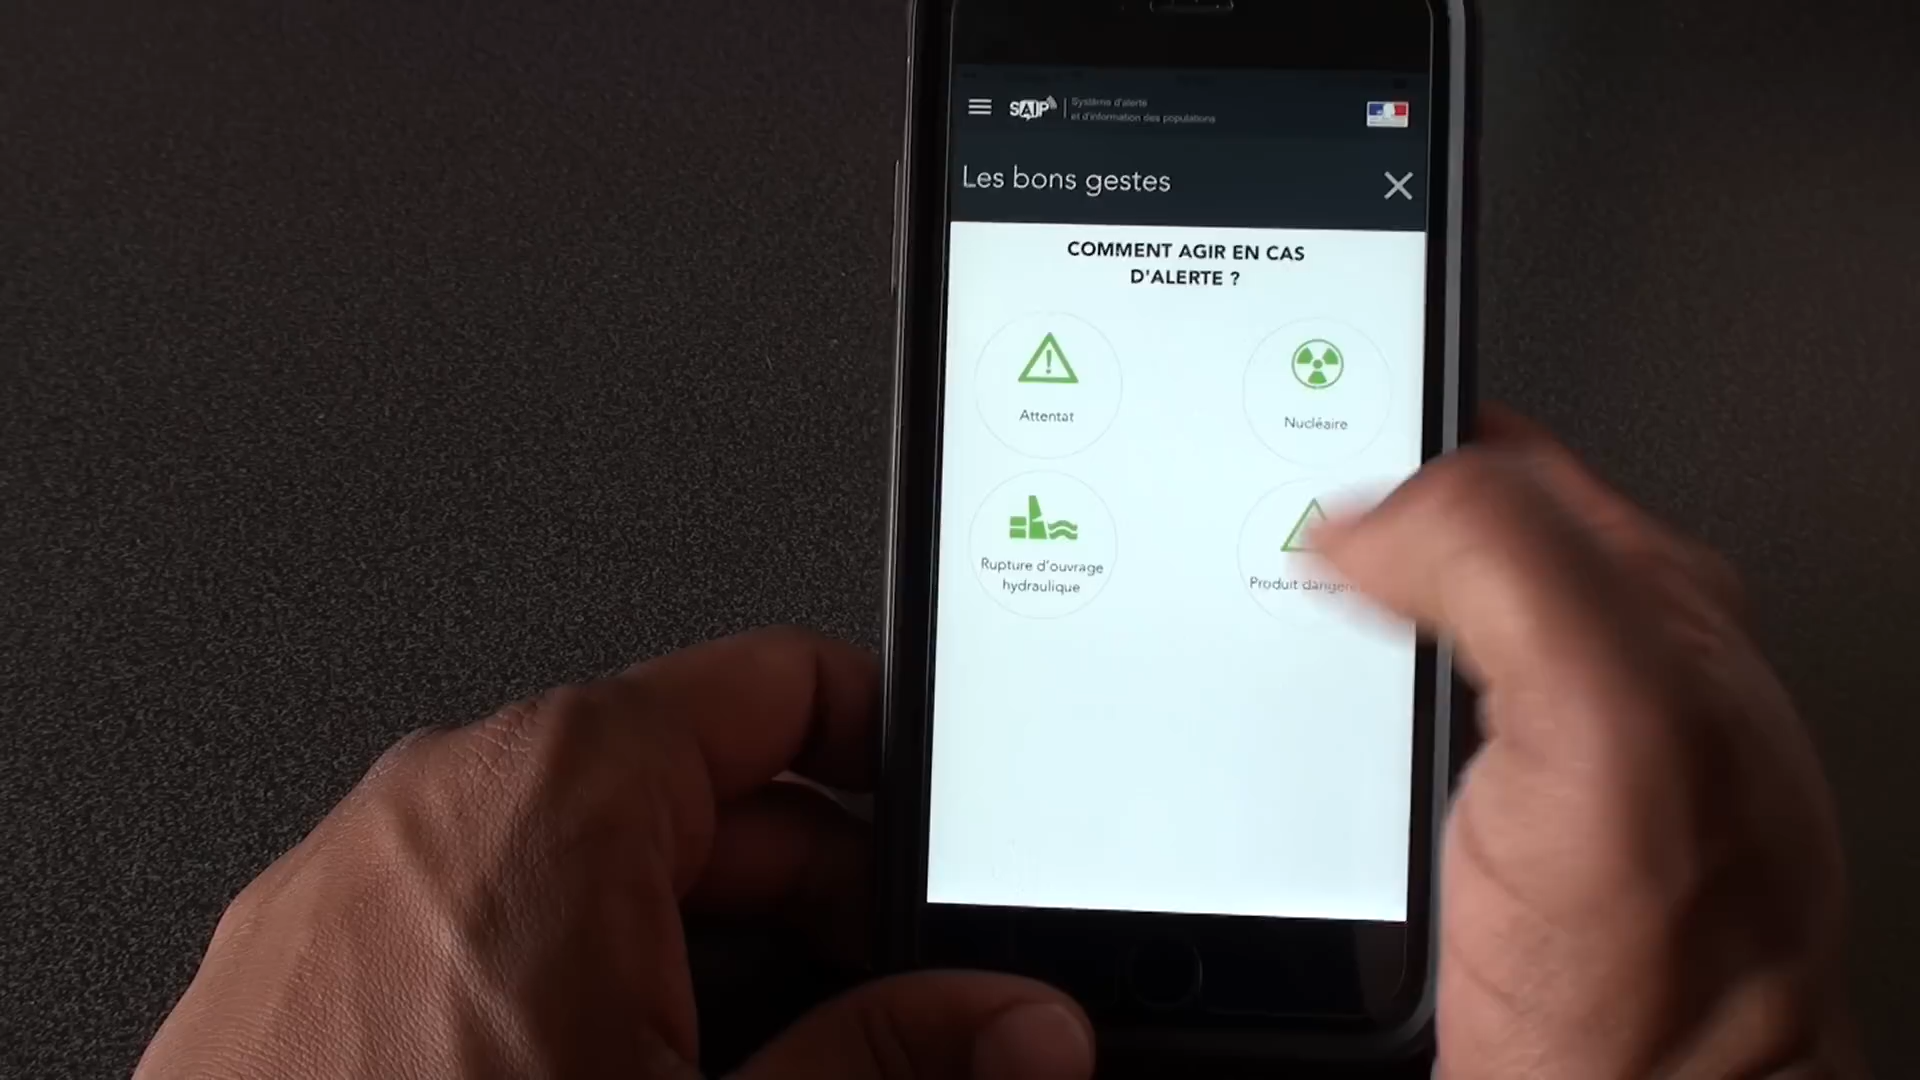 SAIP
Système d'alerte
et d'information des populations
Les bons gestes
COMMENT AGIR EN CAS
D'ALERTE ?
Attentat
Nucléaire
Rupture d'ouvrage
hydraulique
Produit